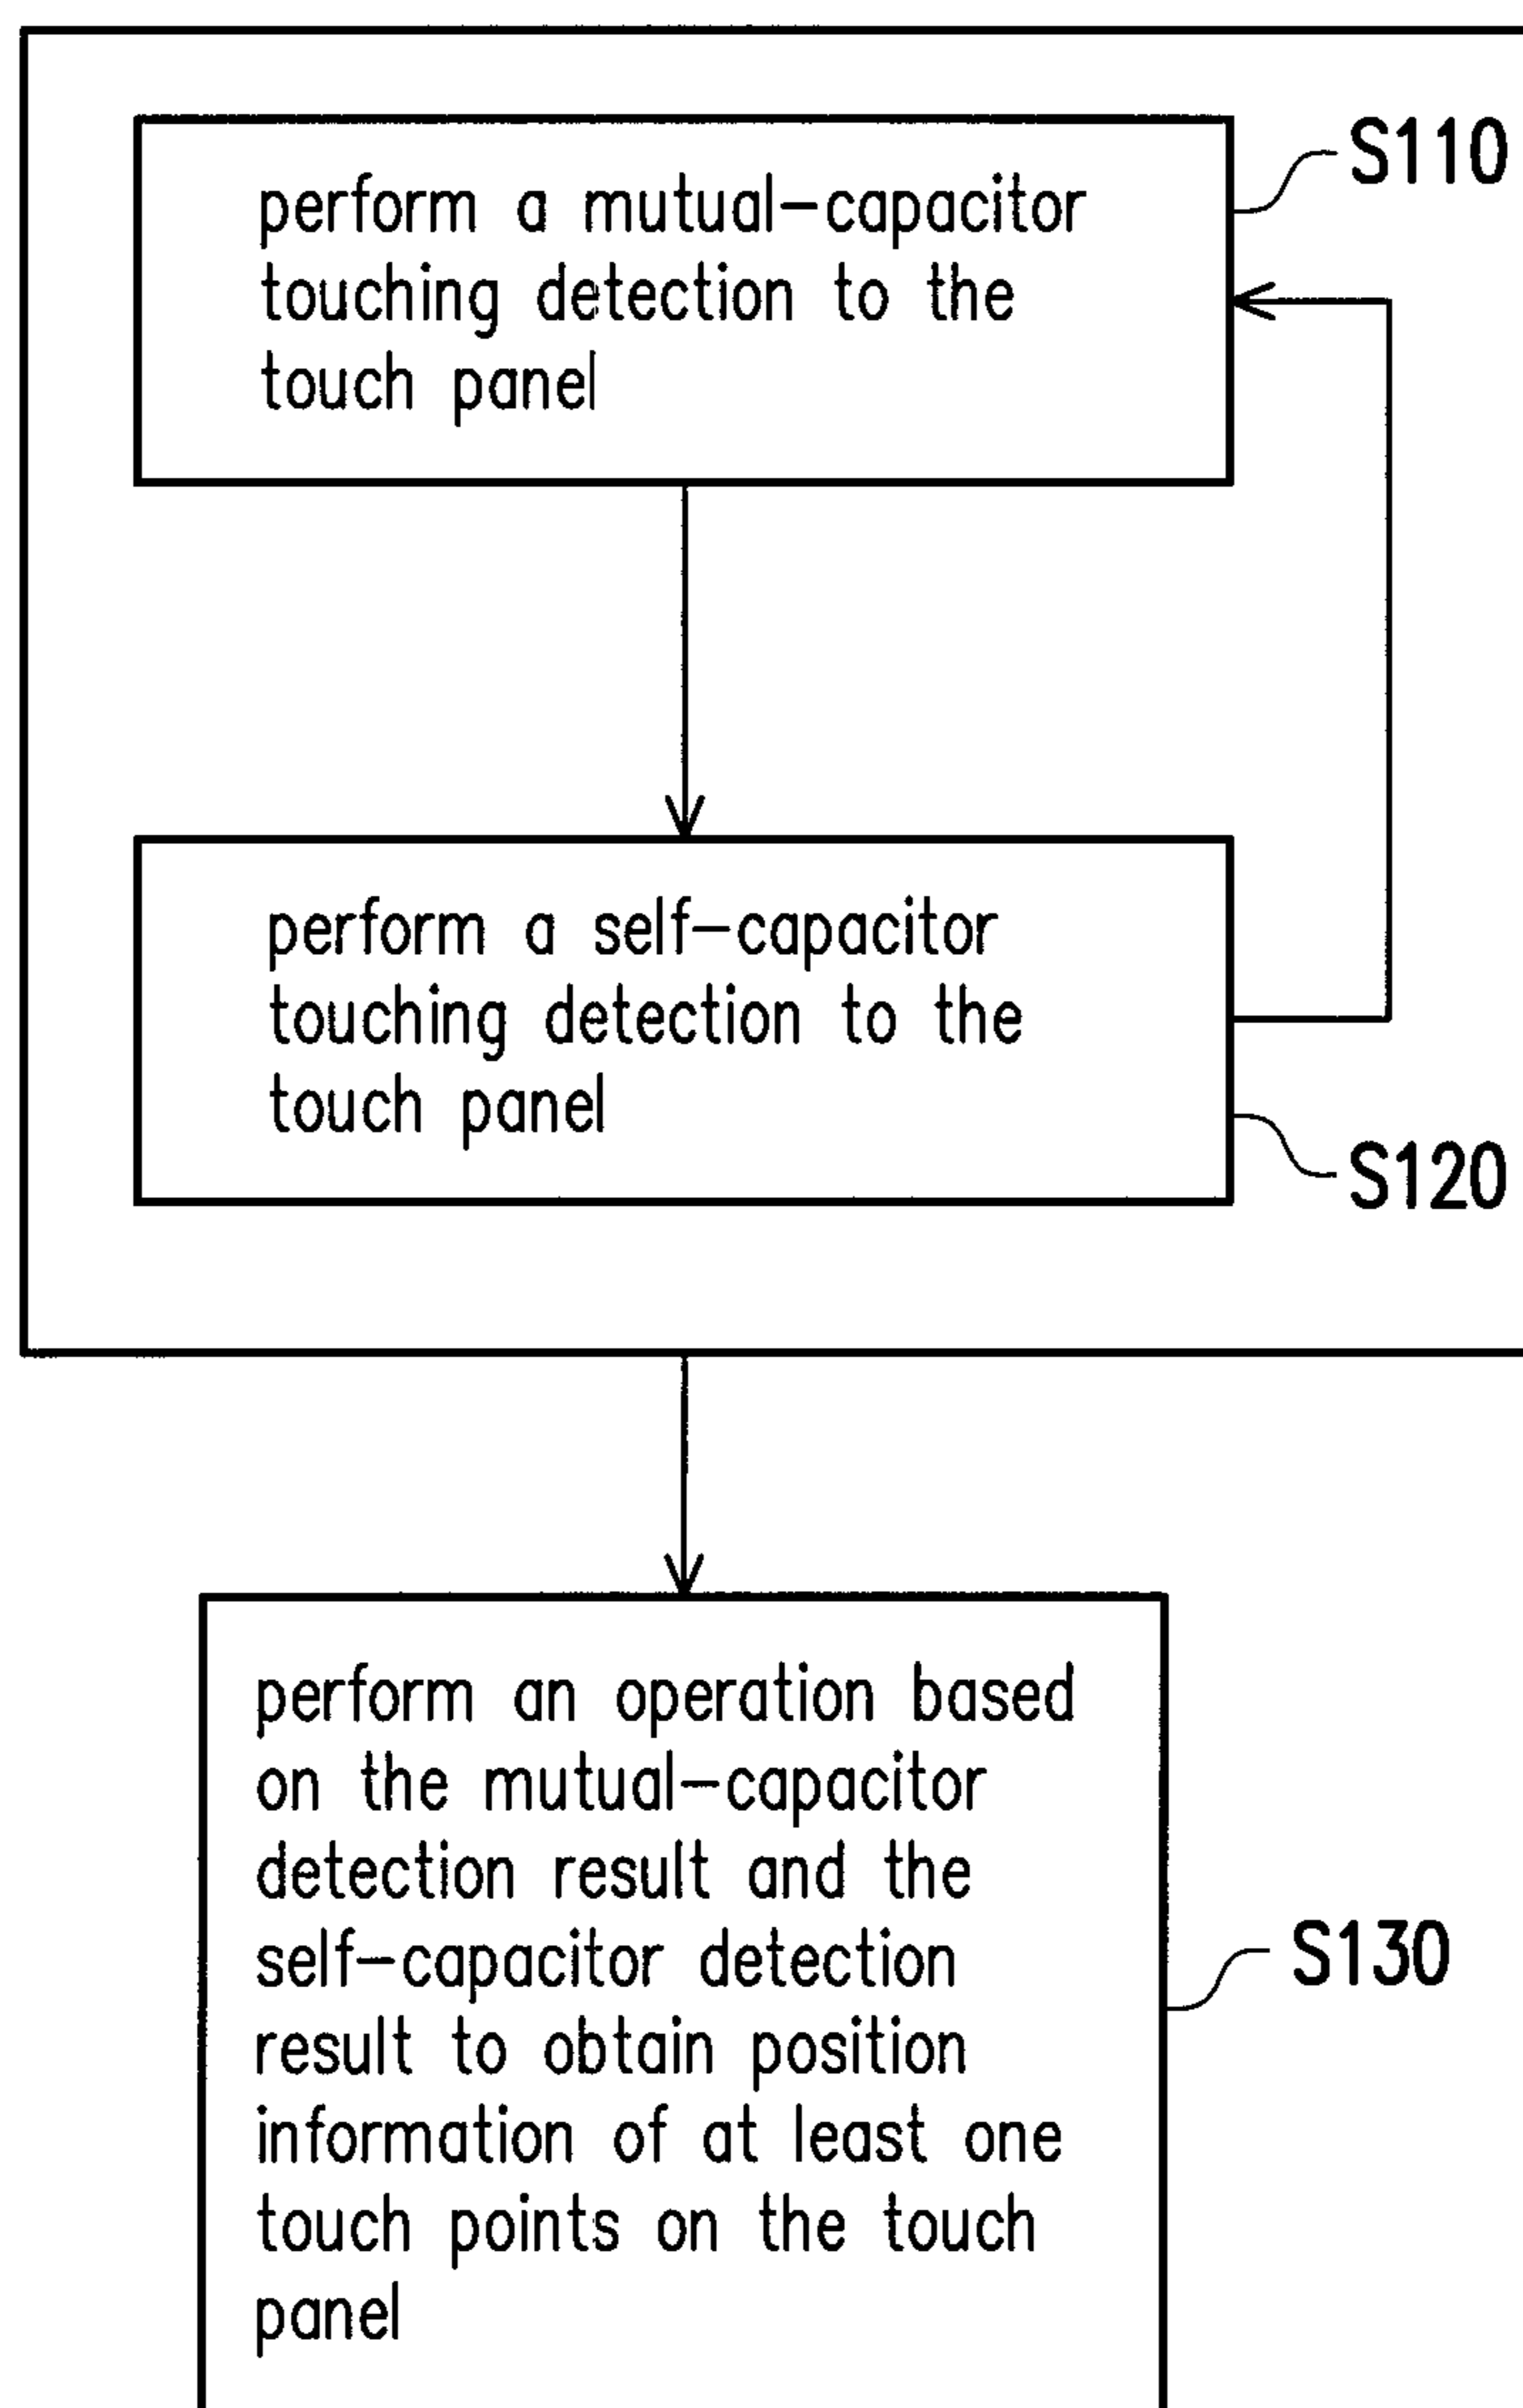 perform a mutual-capacitor
touching detection to the
touch panel
S110
perform a self-capacitor
touching detection to the
touch panel
S120
perform an operation based
on the mutual-capacitor
detection result and the
self-capacitor detection
result to obtain position
information of at least one
touch points on the touch
panel
S130